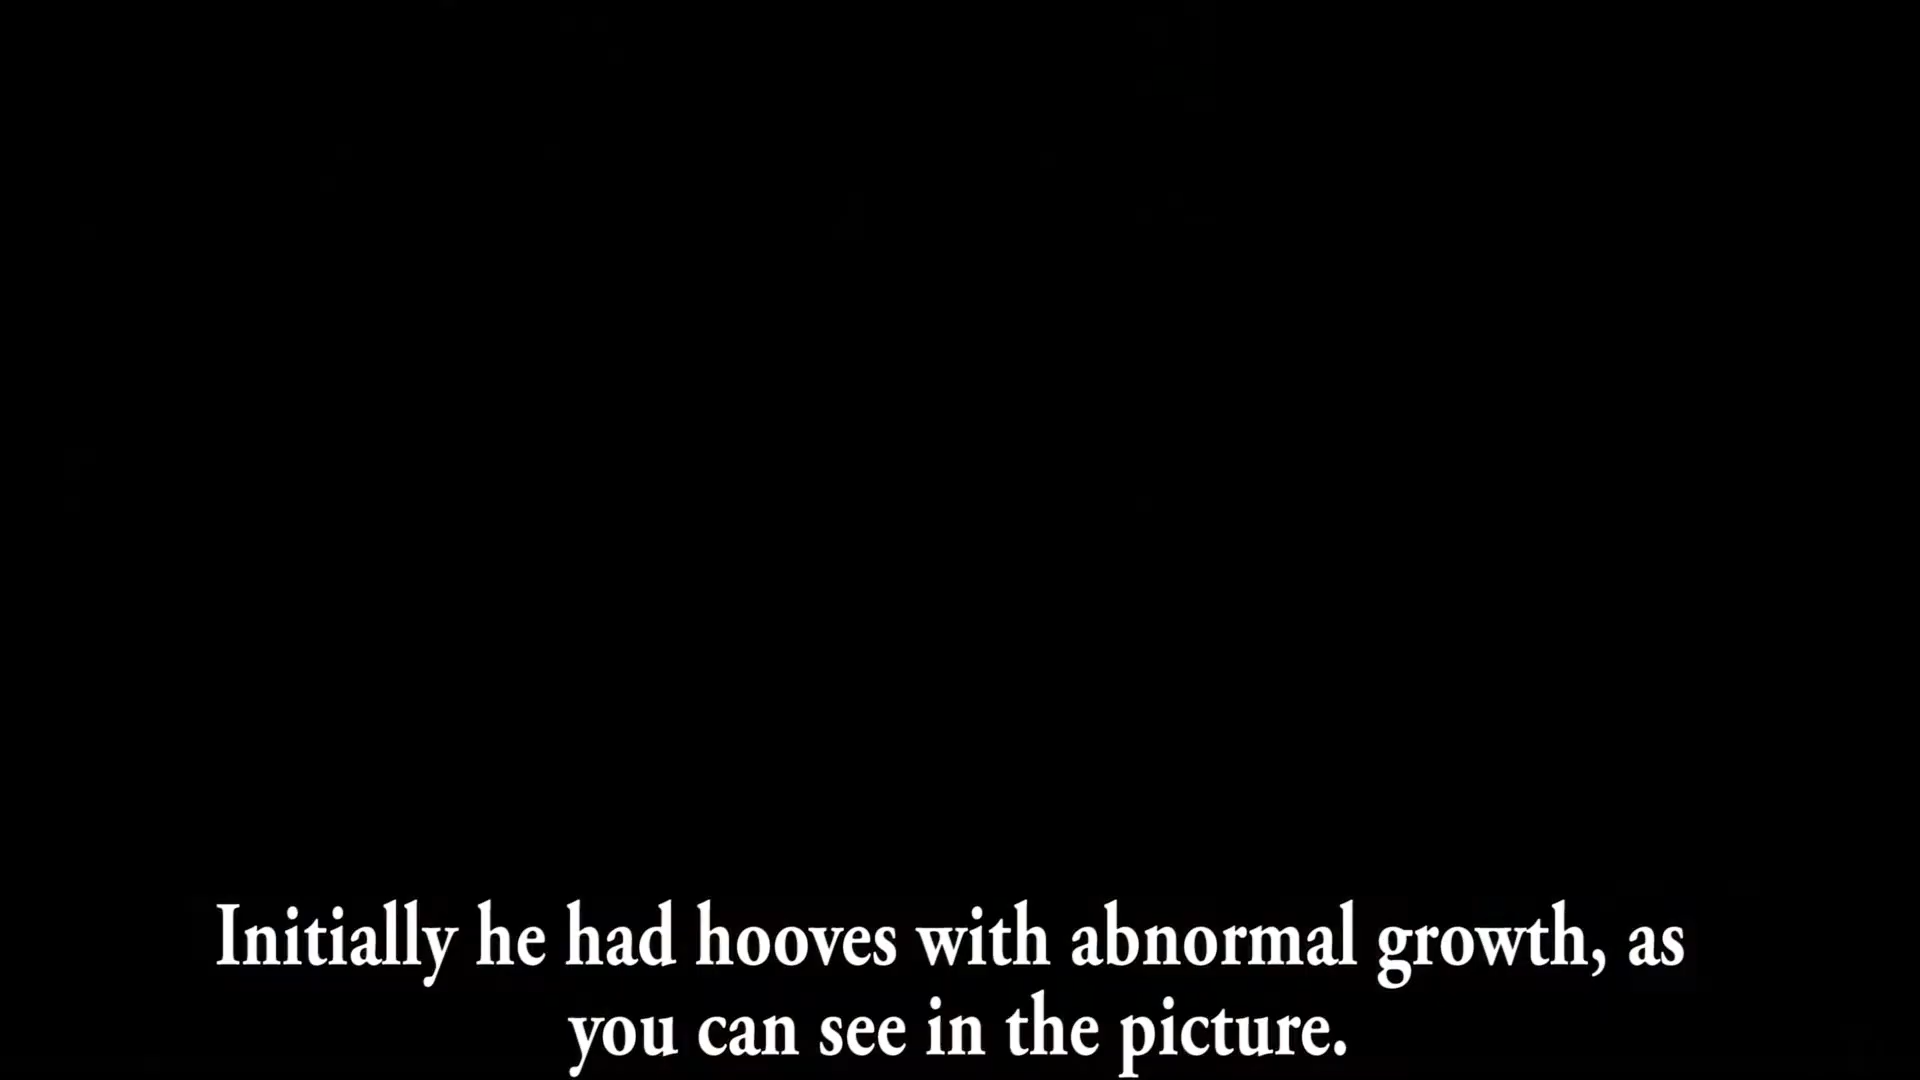 Initially he had hooves with abnormal growth, as
you can see in the picture.